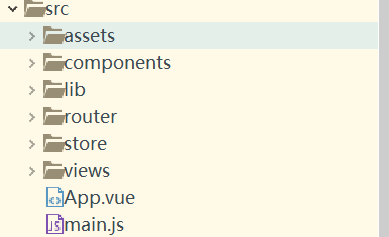 src
assets
components
lib
router
store
views
App.vue
main.js